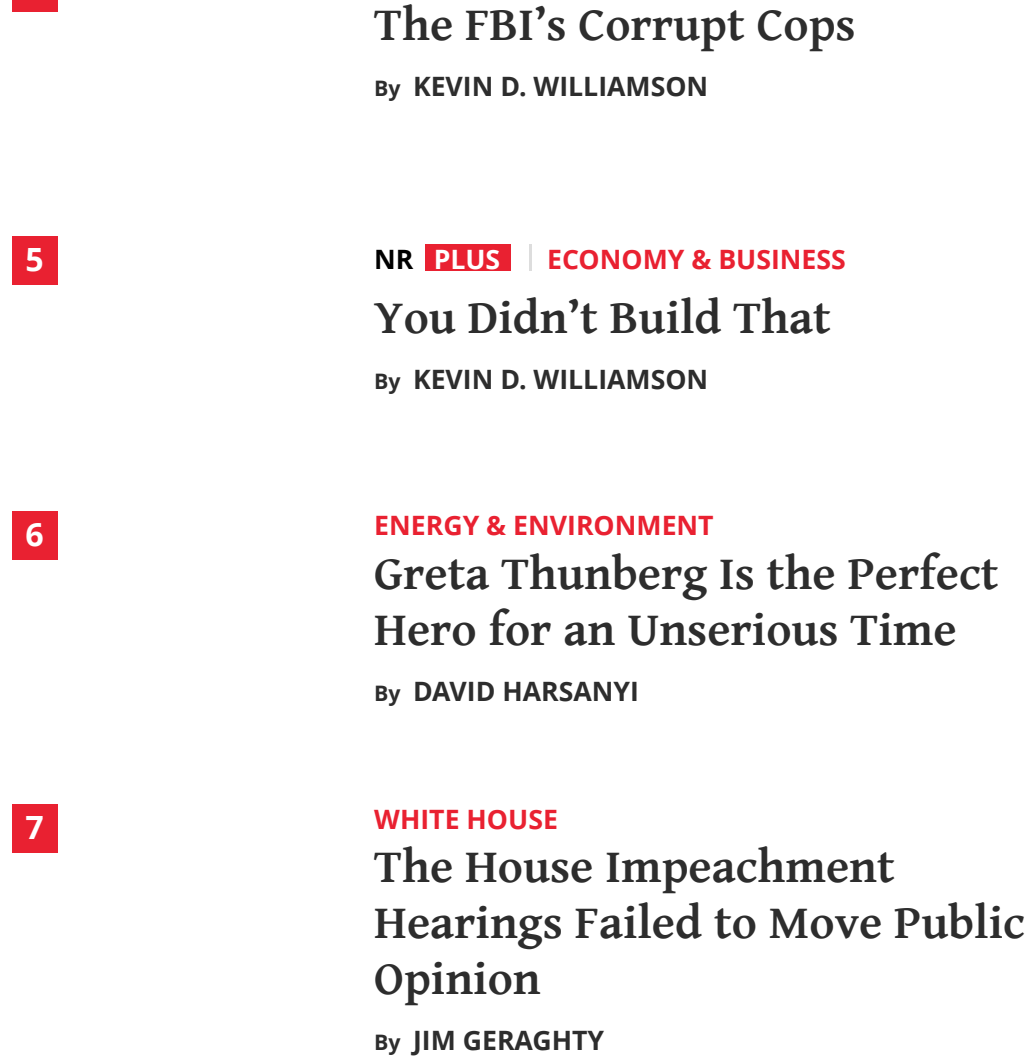 The FBI’s Corrupt Cops
By KEVIN D. WILLIAMSON
5
NR PLUS ECONOMY & BUSINESS
You Didn’t Build That
By KEVIN D. WILLIAMSON
6
ENERGY & ENVIRONMENT
Greta Thunberg Is the Perfect
Hero for an Unserious Time
By DAVID HARSANYI
7
WHITE HOUSE
The House Impeachment
Hearings Failed to Move Public
Opinion
By JIM GERAGHTY